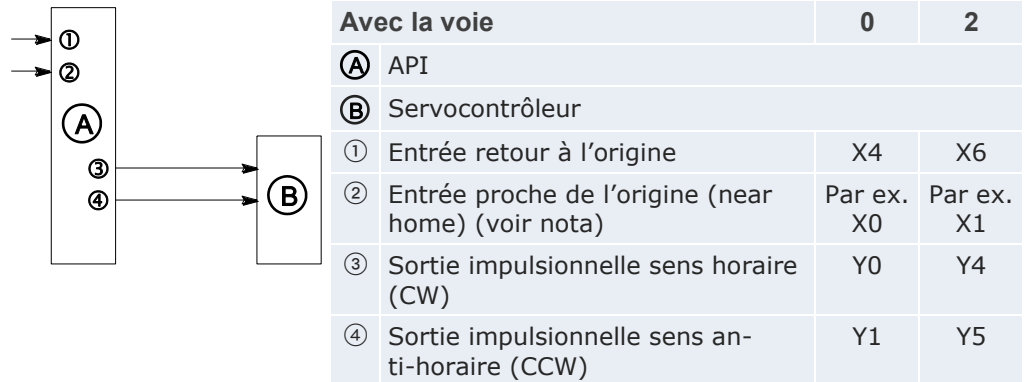 ①
②
Ⓐ
③
④
Ⓑ
Avec la voie 0 2
Ⓐ API
Ⓑ Servocontrôleur
① Entrée retour à l'origine X4 X6
② Entrée proche de l'origine (near Par ex. Par ex.
home) (voir nota) X0 X1
③ Sortie impulsionnelle sens horaire Y0 Y4
(CW)
④ Sortie impulsionnelle sens an- Y1 Y5
ti-horaire (CCW)